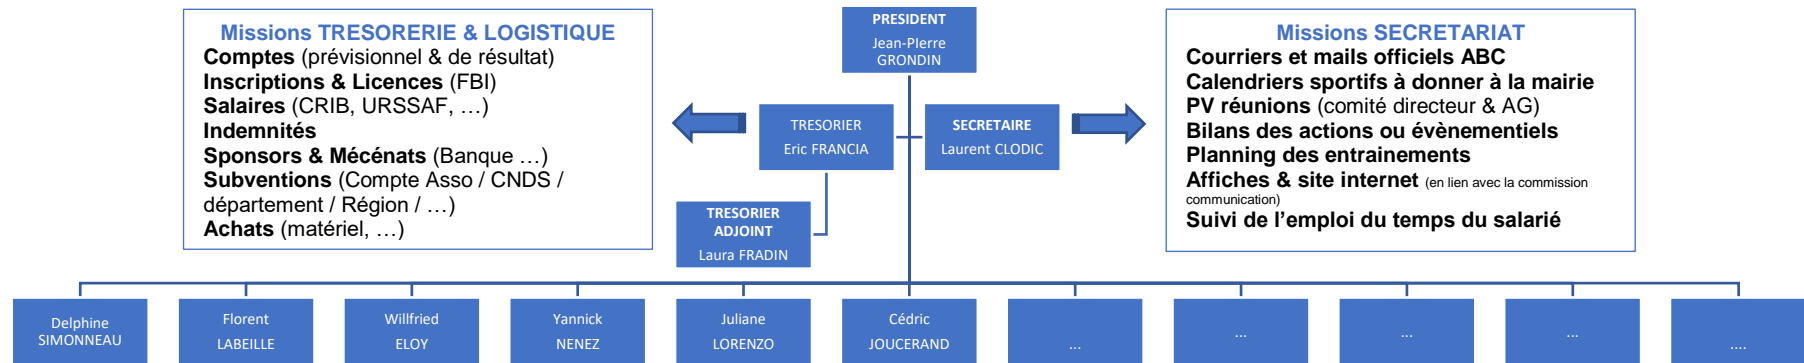 PRESIDENT
Jean-PIerre
GRONDIN
Missions TRESORERIE & LOGISTIQUE
Comptes (prévisionnel & de résultat)
Inscriptions & Licences (FBI)
Salaires (CRIB, URSSAF, …)
Indemnités
Sponsors & Mécénats (Banque …)
Subventions (Compte Asso / CNDS /
département / Région / …)
Achats (matériel, …)
TRESORIER
Eric FRANCIA
SECRETAIRE
Laurent CLODIC
TRESORIER
ADJOINT
Laura FRADIN
Missions SECRETARIAT
Courriers et mails officiels ABC
Calendriers sportifs à donner à la mairie
PV réunions (comité directeur & AG)
Bilans des actions ou évènementiels
Planning des entrainements
Affiches & site internet (en lien avec la commission
communication)
Suivi de l'emploi du temps du salarié
Delphine
SIMONNEAU
Florent
LABEILLE
Willfried
ELOY
Yannick
NENEZ
Juliane
LORENZO
Cédric
JOUCERAND
...
...
...
...
....